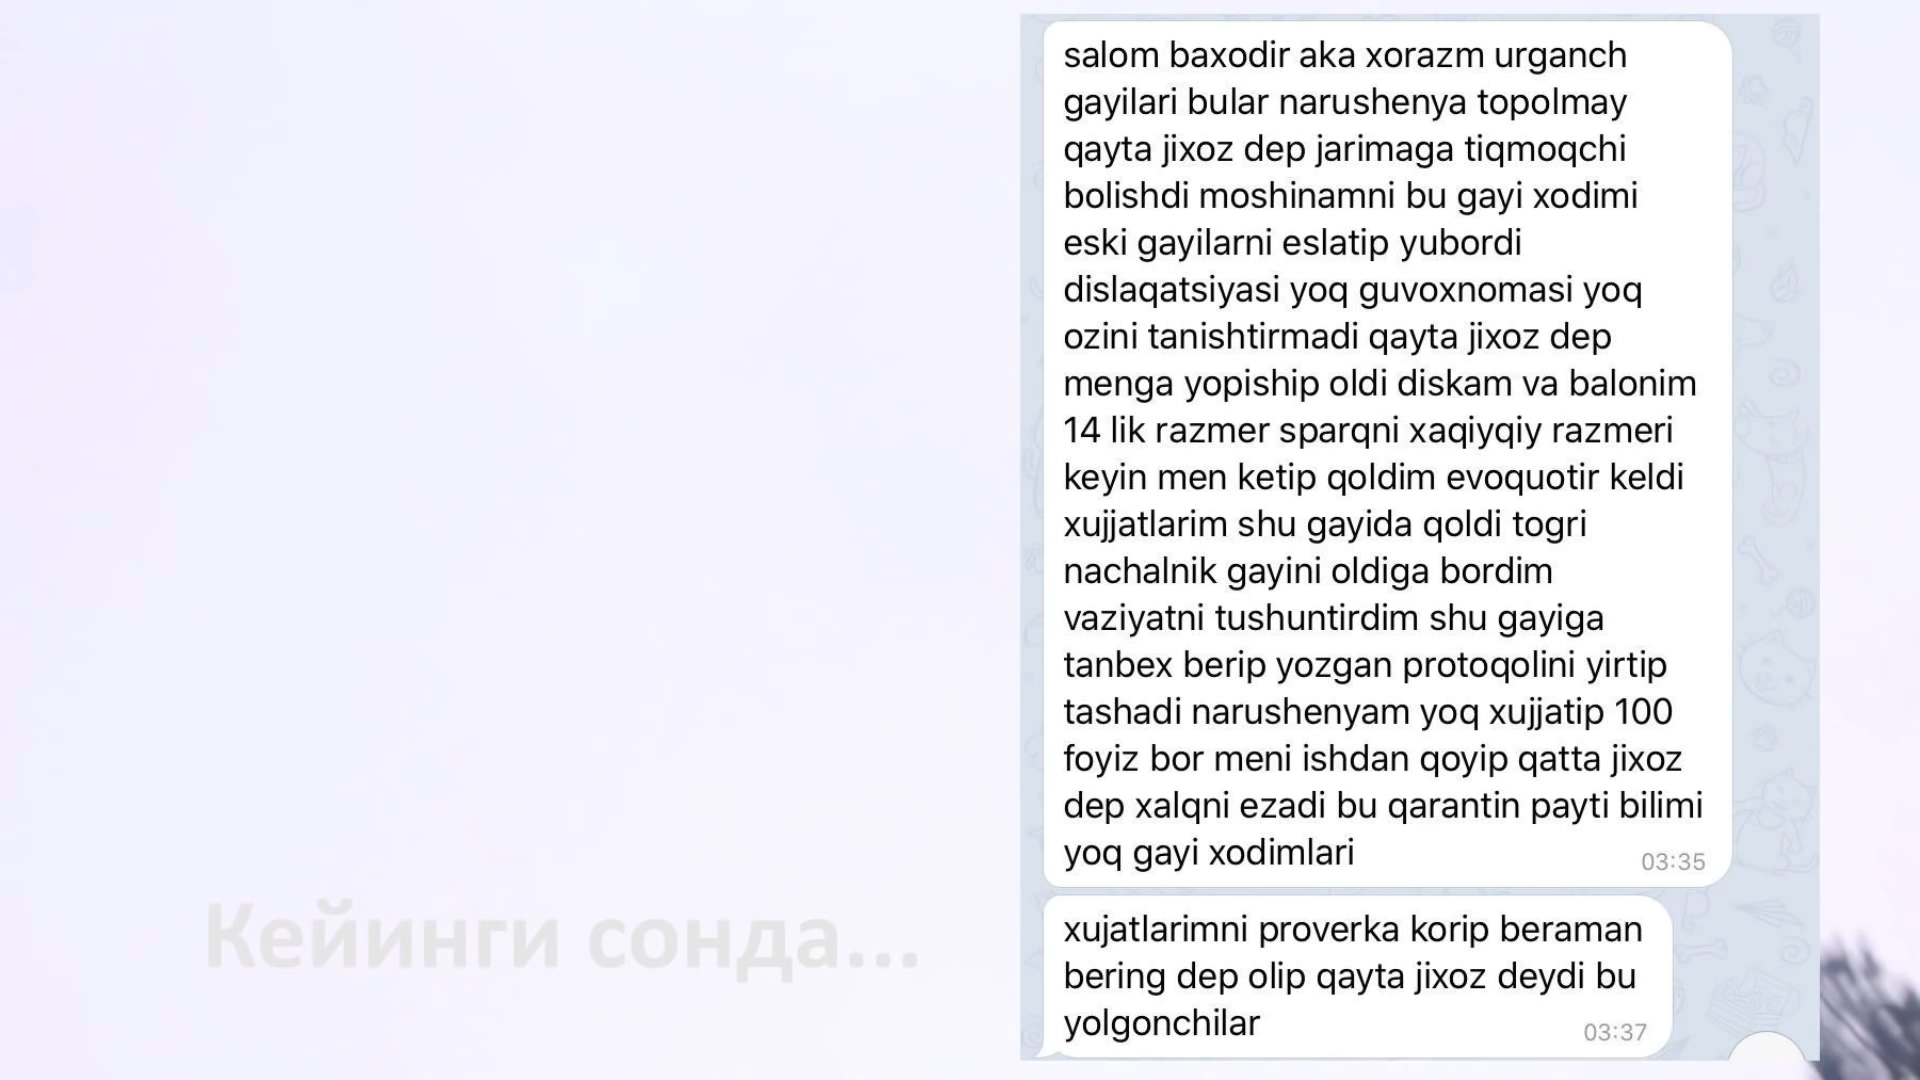 salom baxodir aka xorazm urganch
gayilari bular narushenya topolmay
qayta jixoz dep jarimaga tiqmoqchi
bolishdi moshinamni bu gayi xodimi
eski gayilarni eslatip yubordi
dislaqatsiyasi yoq guvoxnomasi yoq
ozini tanishtirmadi qayta jixoz dep
menga yopiship oldi diskam va balonim
14 lik razmer sparqni xaqiyqiy razmeri
keyin men ketip qoldim evoquotir keldi
xujjatlarim shu gayida qoldi togri
nachalnik gayini oldiga bordim
vaziyatni tushuntirdim shu gayiga
tanbex berip yozgan protoqolini yirtip
tashadi narushenyam yoq xujjatip 100
foyiz bor meni ishdan qoyip qatta jixoz
dep xalqni ezadi bu qarantin payti bilimi
yoq gayi xodimlari
03:35
xujatlarimni proverka korip beraman
bering dep olip qayta jixoz deydi bu
yolgonchilar
03:37
Кейинги сонда...